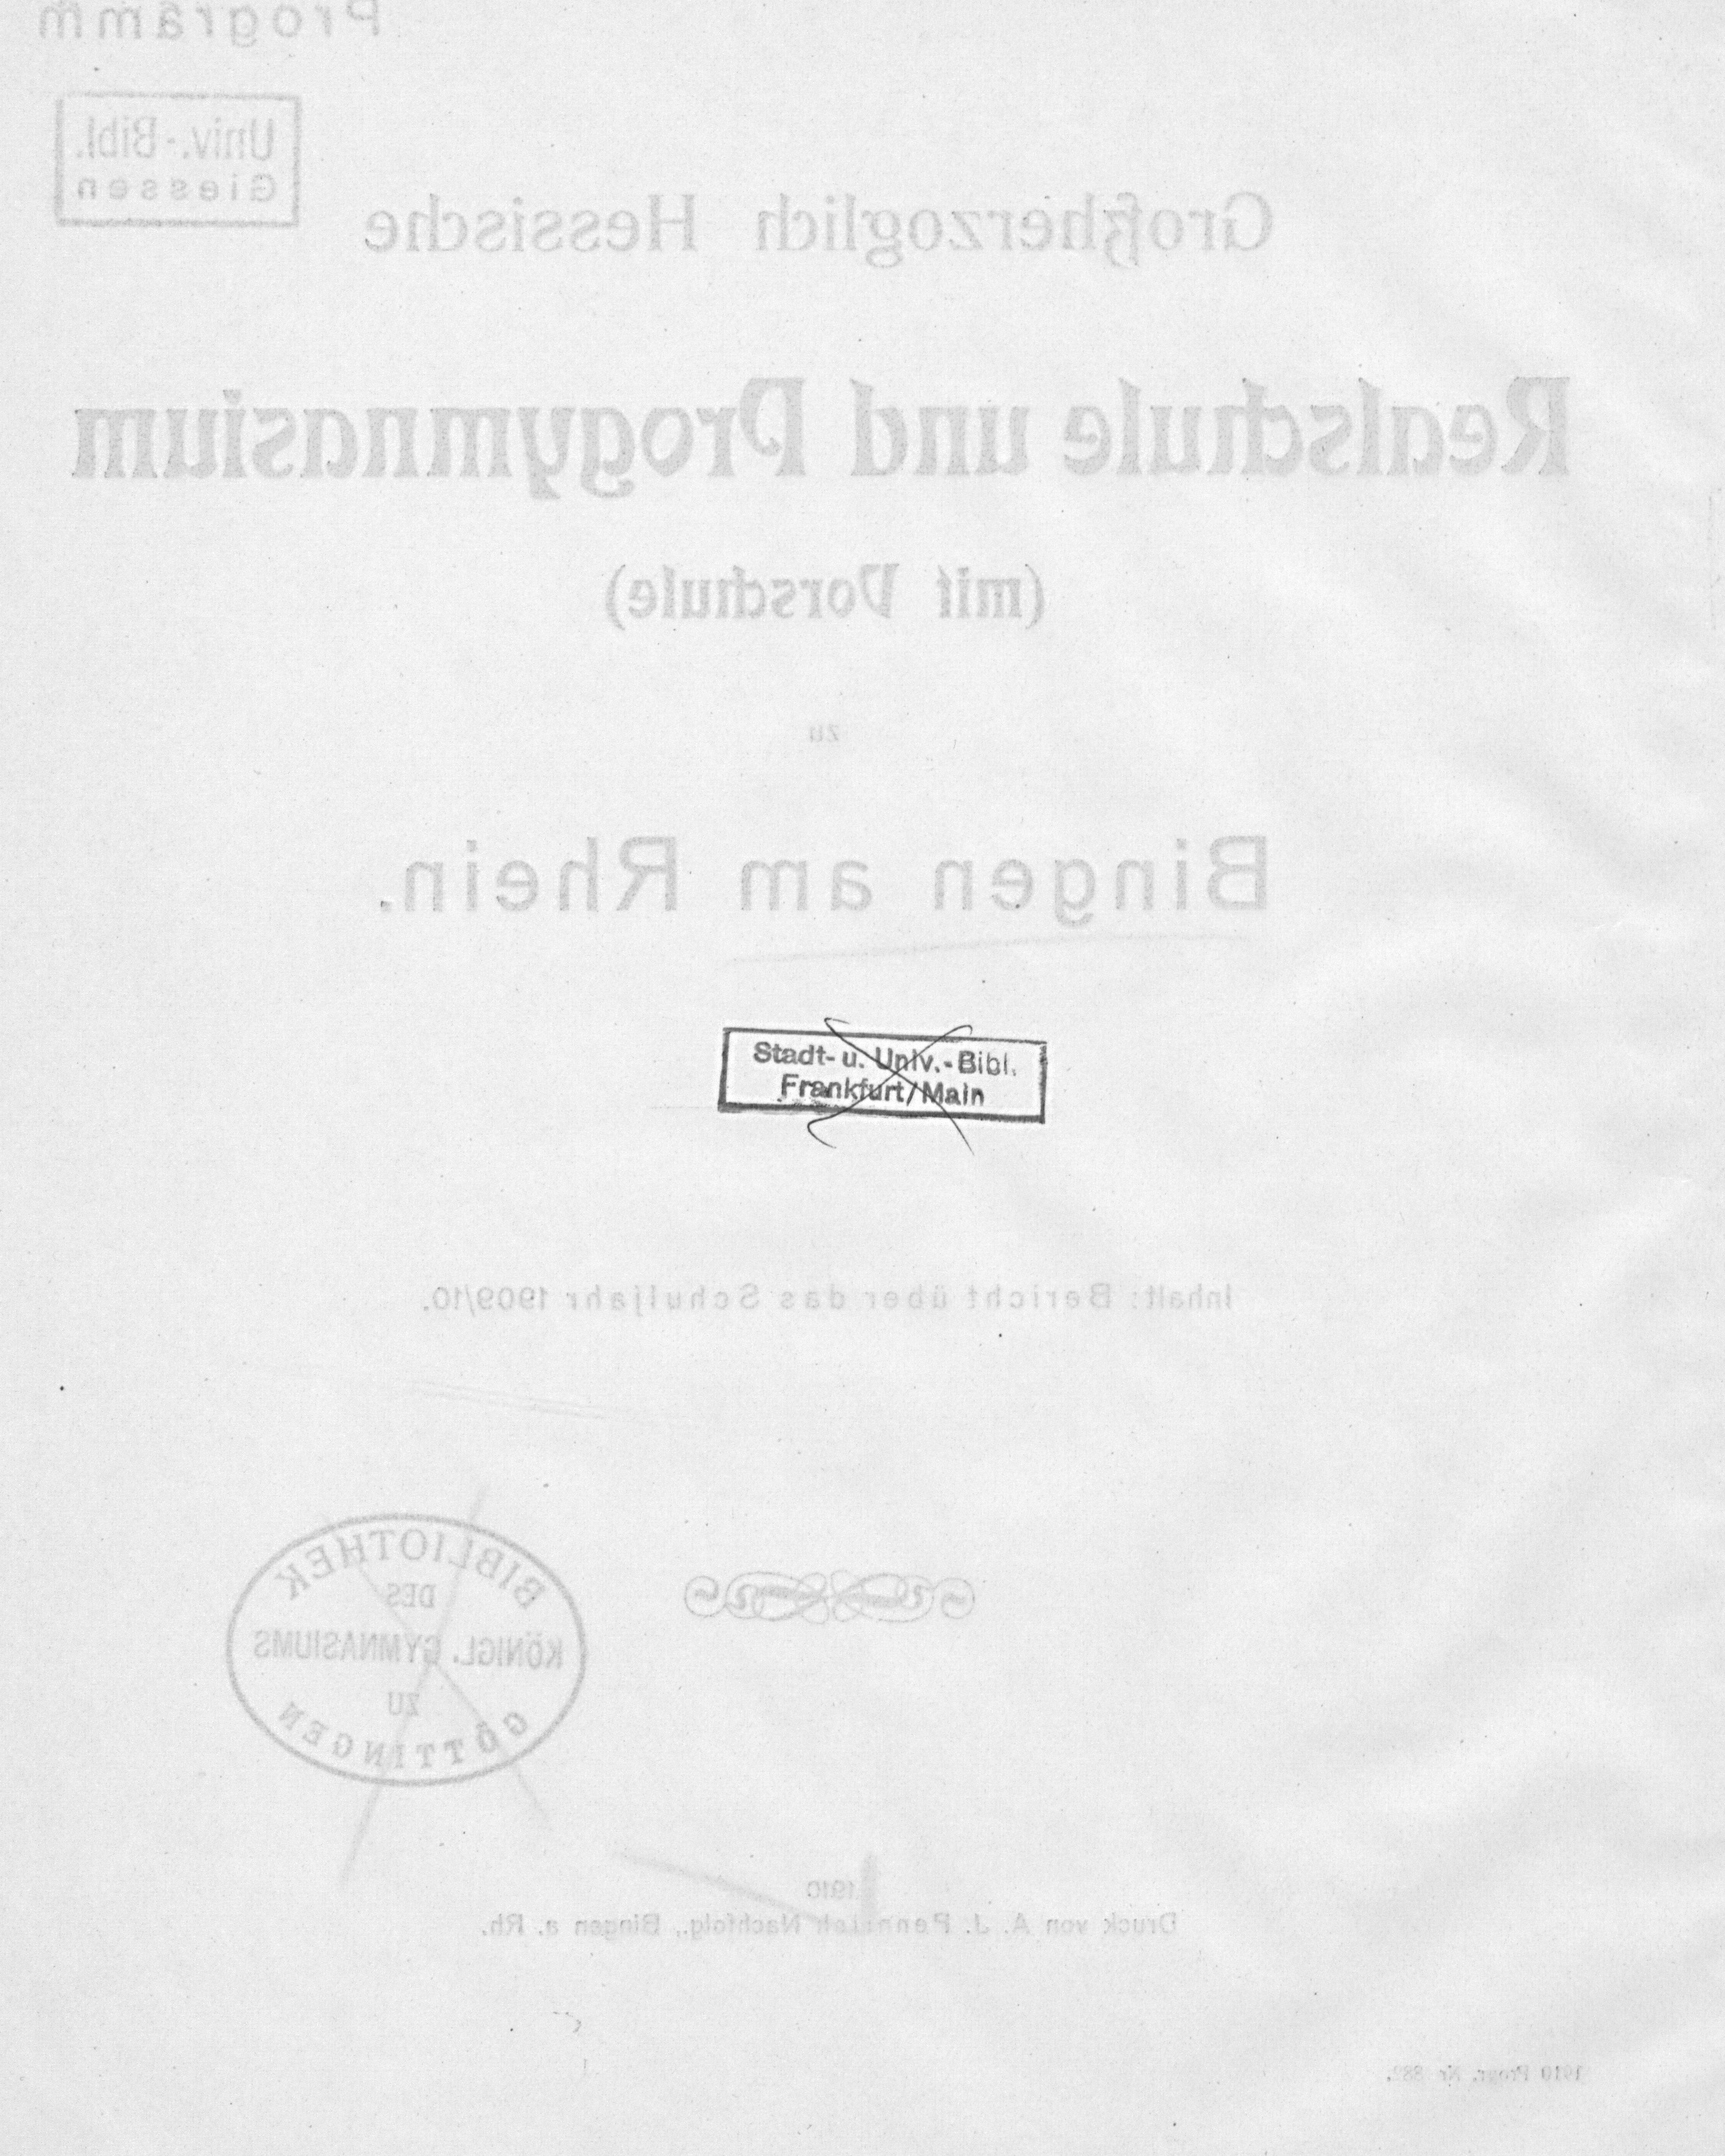 Programm
Univ.-Bibl.
Giessen
Großherzoglich Hessische
Realschule und Progymnasium
(mit Vorschule)
zu
Bingen am Rhein.
Stadt- u. Univ.-Bibl.
Frankfurt/Main
Inhalt: Bericht über das Schuljahr 1909/10.
BIBLIOTHEK
DES
KÖNIGL. GYMNASIUMS
ZU
GÖTTINGEN
1910
Druck von A. J. Pennrich Nachfolg., Bingen a. Rh.
1910 Progr. Nr